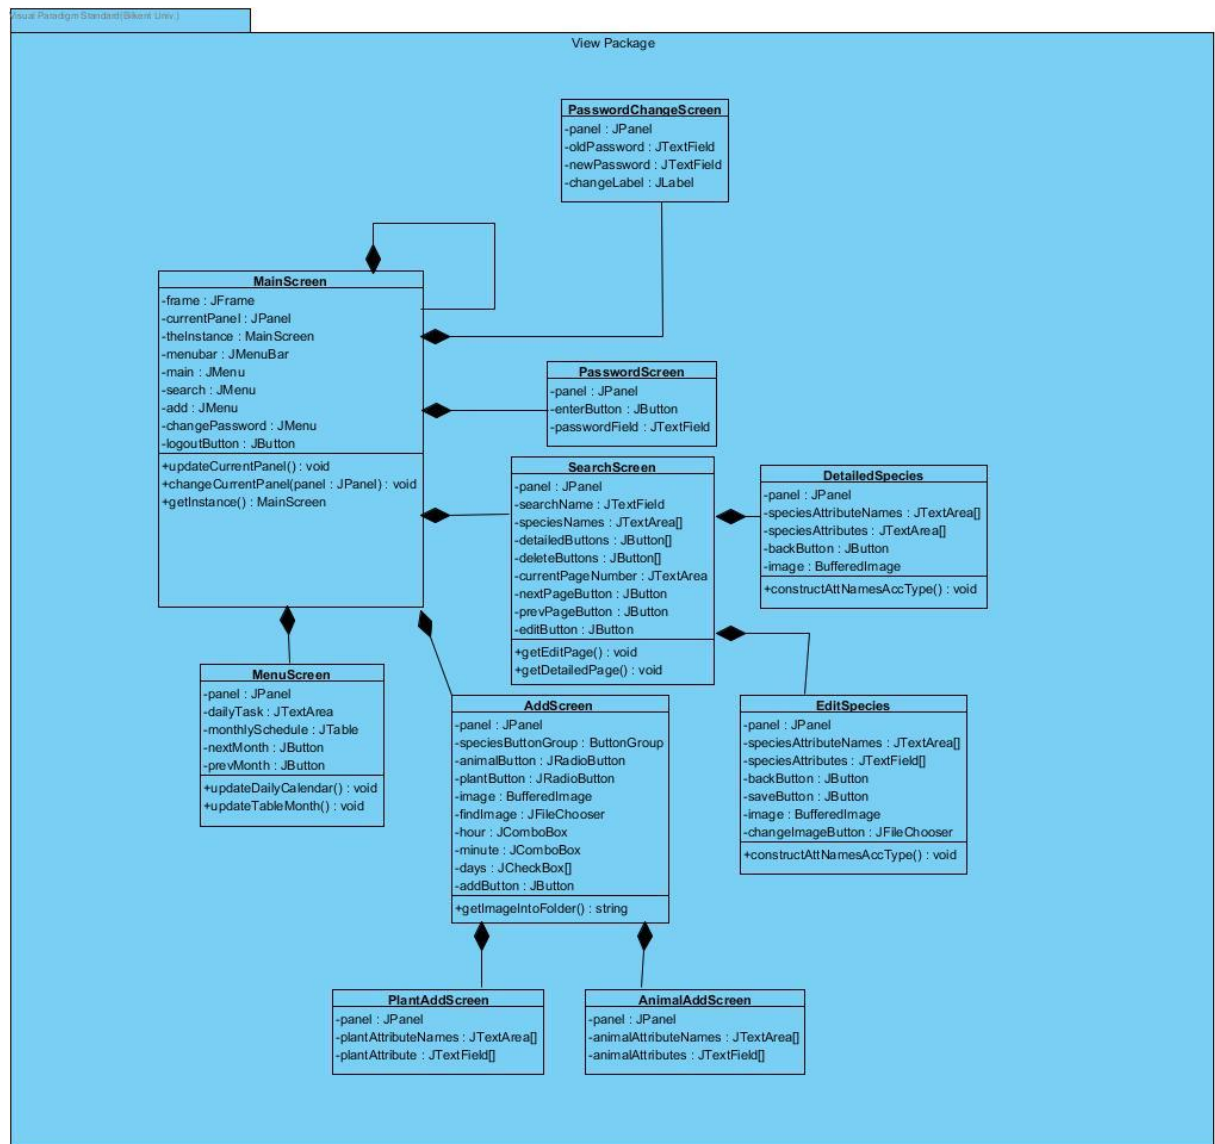 Visual Paradigm Standard(Bilkent Univ.)
View Package
PasswordChangeScreen
-panel : JPanel
-oldPassword : JTextField
-newPassword : JTextField
-changeLabel : JLabel
MainScreen
-frame : JFrame
-currentPanel : JPanel
-theInstance : MainScreen
-menubar : JMenuBar
-main : JMenu
-search : JMenu
-add : JMenu
-changePassword : JMenu
-logoutButton : JButton
+updateCurrentPanel() : void
+changeCurrentPanel(panel : JPanel) : void
+getInstance() : MainScreen
PasswordScreen
-panel : JPanel
-enterButton : JButton
-passwordField : JTextField
SearchScreen
-panel : JPanel
-searchName : JTextField
-speciesNames : JTextArea[]
-detailedButtons : JButton[]
-deleteButtons : JButton[]
-currentPageNumber : JTextArea
-nextPageButton : JButton
-prevPageButton : JButton
-editButton : JButton
+getEditPage() : void
+getDetailedPage() : void
DetailedSpecies
-panel : JPanel
-speciesAttributeNames : JTextArea[]
-speciesAttributes : JTextArea[]
-backButton : JButton
-image : BufferedImage
+constructAttNamesAccType() : void
MenuScreen
-panel : JPanel
-dailyTask : JTextArea
-monthlySchedule : JTable
-nextMonth : JButton
-prevMonth : JButton
+updateDailyCalendar() : void
+updateTableMonth() : void
AddScreen
-panel : JPanel
-speciesButtonGroup : ButtonGroup
-animalButton : JRadioButton
-plantButton : JRadioButton
-image : BufferedImage
-findImage : JFileChooser
-hour : JComboBox
-minute : JComboBox
-days : JCheckBox[]
-addButton : JButton
+getImageIntoFolder() : string
EditSpecies
-panel : JPanel
-speciesAttributeNames : JTextArea[]
-speciesAttributes : JTextField[]
-backButton : JButton
-saveButton : JButton
-image : BufferedImage
-changeImageButton : JFileChooser
+constructAttNamesAccType() : void
PlantAddScreen
-panel : JPanel
-plantAttributeNames : JTextArea[]
-plantAttribute : JTextField[]
AnimalAddScreen
-panel : JPanel
-animalAttributeNames : JTextArea[]
-animalAttributes : JTextField[]